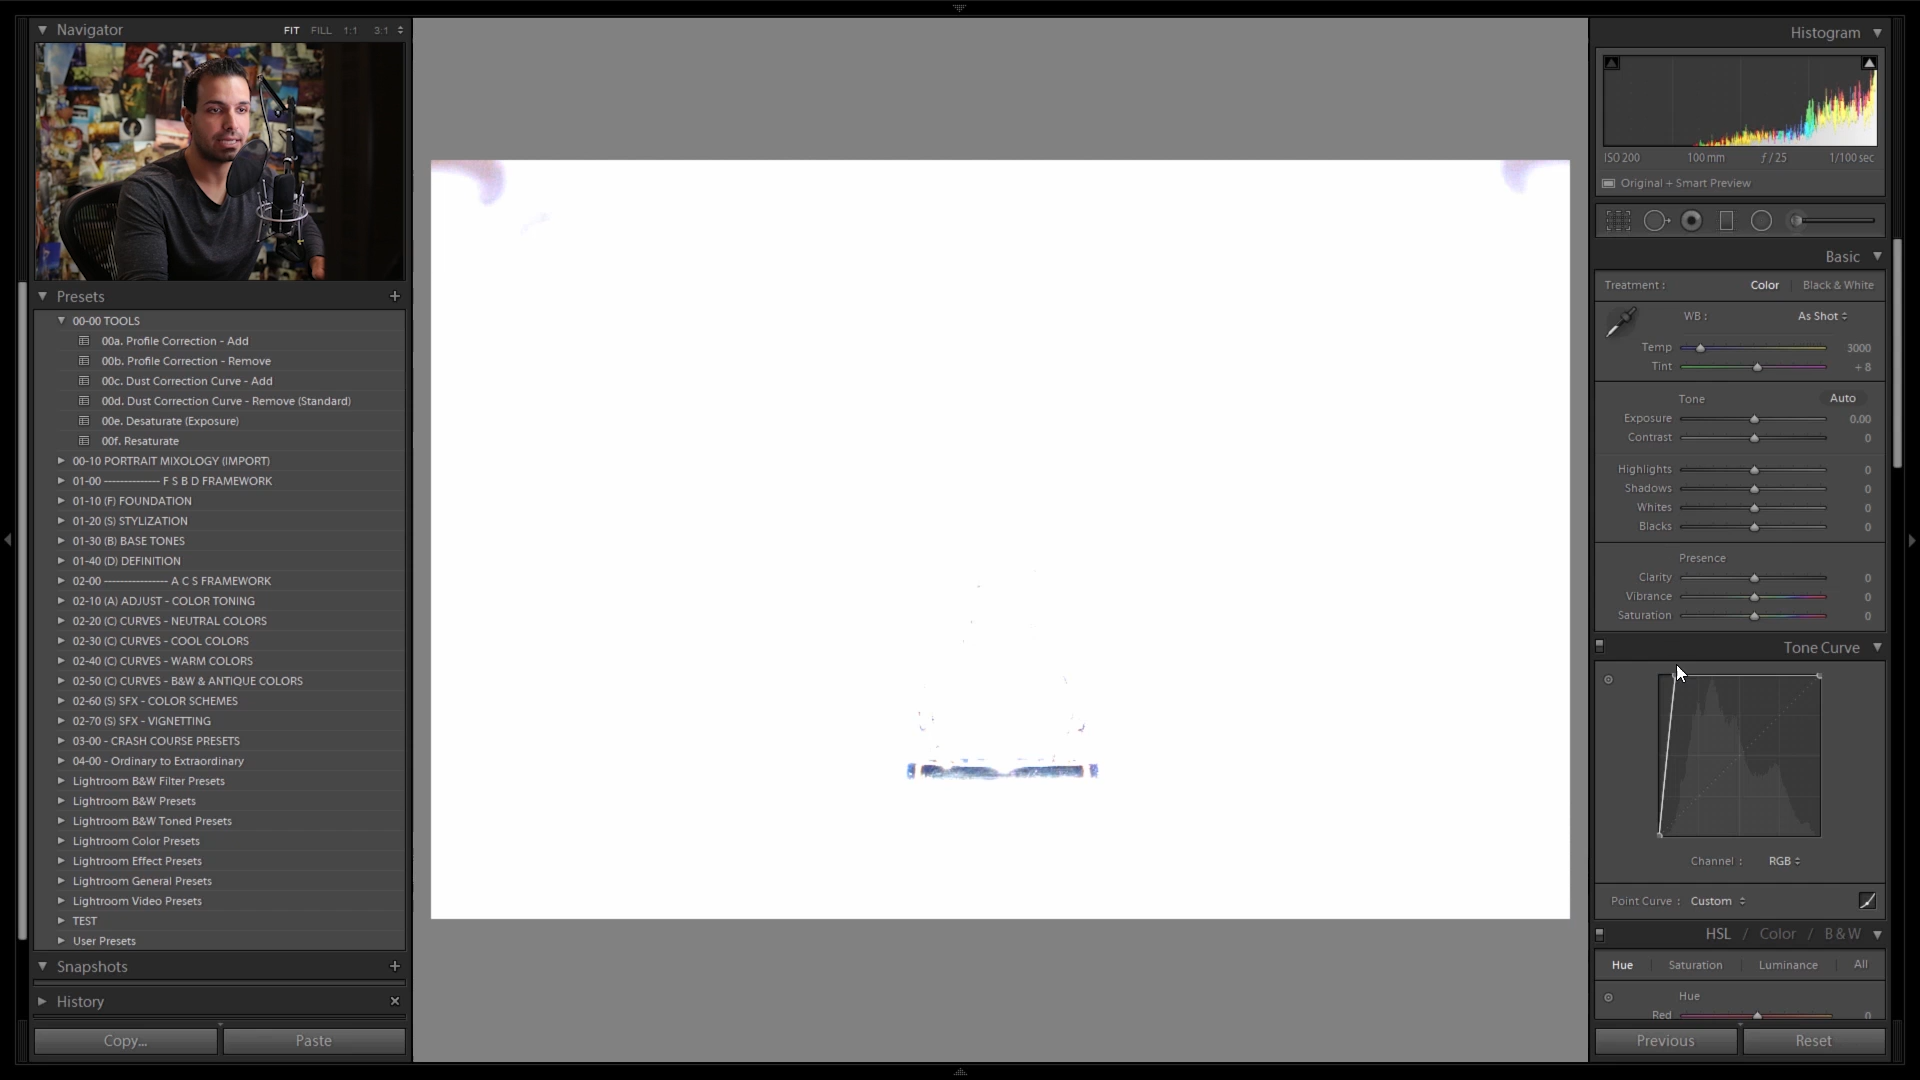 Navigator
FIT FILL 1:1 3:1
Presets
00-00 TOOLS
00a. Profile Correction - Add
00b. Profile Correction - Remove
00c. Dust Correction Curve - Add
00d. Dust Correction Curve - Remove (Standard)
00e. Desaturate (Exposure)
00f. Resaturate
00-10 PORTRAIT MIXOLOGY (IMPORT)
01-00 -------------- F S B D FRAMEWORK
01-10 (F) FOUNDATION
01-20 (S) STYLIZATION
01-30 (B) BASE TONES
01-40 (D) DEFINITION
02-00 ---------------- A C S FRAMEWORK
02-10 (A) ADJUST - COLOR TONING
02-20 (C) CURVES - NEUTRAL COLORS
02-30 (C) CURVES - COOL COLORS
02-40 (C) CURVES - WARM COLORS
02-50 (C) CURVES - B&W & ANTIQUE COLORS
02-60 (S) SFX - COLOR SCHEMES
02-70 (S) SFX - VIGNETTING
03-00 - CRASH COURSE PRESETS
04-00 - Ordinary to Extraordinary
Lightroom B&W Filter Presets
Lightroom B&W Presets
Lightroom B&W Toned Presets
Lightroom Color Presets
Lightroom Effect Presets
Lightroom General Presets
Lightroom Video Presets
TEST
User Presets
Snapshots
History
Copy... Paste
Histogram
ISO 200 100 mm ƒ / 25 1/100 sec
Original + Smart Preview
Basic
Treatment : Color Black & White
WB : As Shot
Temp 3000
Tint + 8
Tone Auto
Exposure 0.00
Contrast 0
Highlights 0
Shadows 0
Whites 0
Blacks 0
Presence
Clarity 0
Vibrance 0
Saturation 0
Tone Curve
Channel : RGB
Point Curve : Custom
HSL / Color / B & W
Hue Saturation Luminance All
Hue
Red 0
Previous Reset